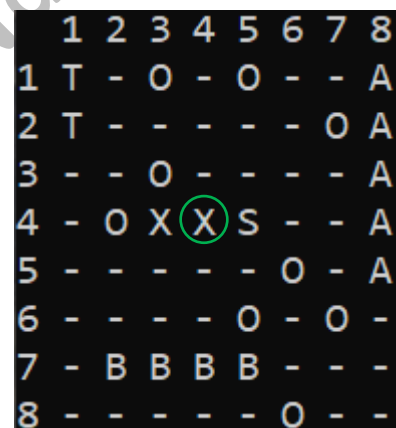 1 2 3 4 5 6 7 8
1 T - O - O - - A
2 T - - - - - O A
3 - - O - - - - A
4 - O X X S - - A
5 - - - - - O - A
6 - - - - O - O -
7 - B B B B - - -
8 - - - - - O - -